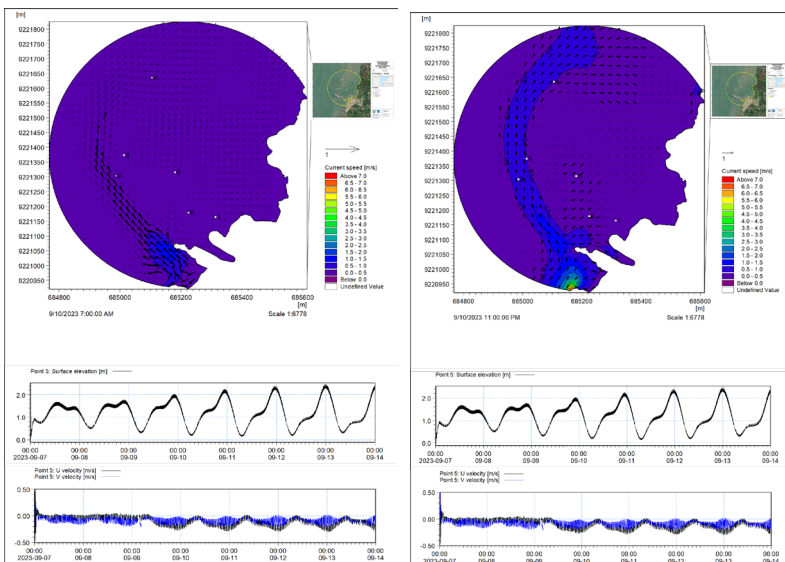 [m]
9221800
9221750
9221700
9221650
9221600
9221550
9221500
9221450
9221400
9221350
9221300
9221250
9221200
9221150
9221100
9221050
9221000
9220950
684800
685000
685200
685400
685600
[m]
9/10/2023 7:00:00 AM
Scale 1:6778
1
Current speed [m/s]
Above 7.0
6.5 - 7.0
6.0 - 6.5
5.5 - 6.0
5.0 - 5.5
4.5 - 5.0
4.0 - 4.5
3.5 - 4.0
3.0 - 3.5
2.5 - 3.0
2.0 - 2.5
1.5 - 2.0
1.0 - 1.5
0.5 - 1.0
0.0 - 0.5
Below 0.0
Undefined Value
Point 5: Surface elevation [m]
2.0
1.0
0.0
00:00 00:00 00:00 00:00 00:00 00:00 00:00 00:00
2023-09-07 09-08 09-09 09-10 09-11 09-12 09-13 09-14
Point 5: U velocity [m/s]
Point 5: V velocity [m/s]
0.50
0.00
-0.50
00:00 00:00 00:00 00:00 00:00 00:00 00:00 00:00
2023-09-07 09-08 09-09 09-10 09-11 09-12 09-13 09-14
[m]
9221800
9221750
9221700
9221650
9221600
9221550
9221500
9221450
9221400
9221350
9221300
9221250
9221200
9221150
9221100
9221050
9221000
9220950
684800
685000
685200
685400
685600
[m]
9/10/2023 11:00:00 PM
Scale 1:6778
1
Current speed [m/s]
Above 7.0
6.5 - 7.0
6.0 - 6.5
5.5 - 6.0
5.0 - 5.5
4.5 - 5.0
4.0 - 4.5
3.5 - 4.0
3.0 - 3.5
2.5 - 3.0
2.0 - 2.5
1.5 - 2.0
1.0 - 1.5
0.5 - 1.0
0.0 - 0.5
Below 0.0
Undefined Value
Point 5: Surface elevation [m]
2.0
1.0
0.0
00:00 00:00 00:00 00:00 00:00 00:00 00:00 00:00
2023-09-07 09-08 09-09 09-10 09-11 09-12 09-13 09-14
Point 5: U velocity [m/s]
Point 5: V velocity [m/s]
0.50
0.00
-0.50
00:00 00:00 00:00 00:00 00:00 00:00 00:00 00:00
2023-09-07 09-08 09-09 09-10 09-11 09-12 09-13 09-14